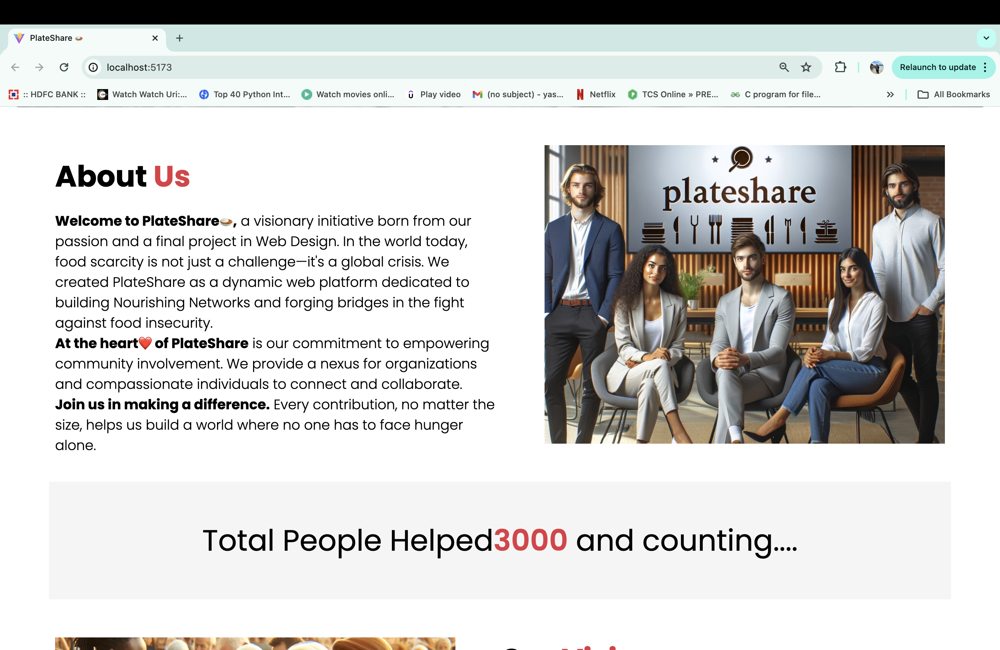 PlateShare
localhost:5173
Relaunch to update
:: HDFC BANK ::
Watch Watch Uri:...
Top 40 Python Int...
Watch movies onli...
Play video
(no subject) - yas...
Netflix
TCS Online » PRE...
C program for file...
All Bookmarks
About Us
Welcome to PlateShare🍛, a visionary initiative born from our
passion and a final project in Web Design. In the world today,
food scarcity is not just a challenge—it's a global crisis. We
created PlateShare as a dynamic web platform dedicated to
building Nourishing Networks and forging bridges in the fight
against food insecurity.
At the heart❤️ of PlateShare is our commitment to empowering
community involvement. We provide a nexus for organizations
and compassionate individuals to connect and collaborate.
Join us in making a difference. Every contribution, no matter the
size, helps us build a world where no one has to face hunger
alone.
plateshare
Total People Helped3000 and counting....